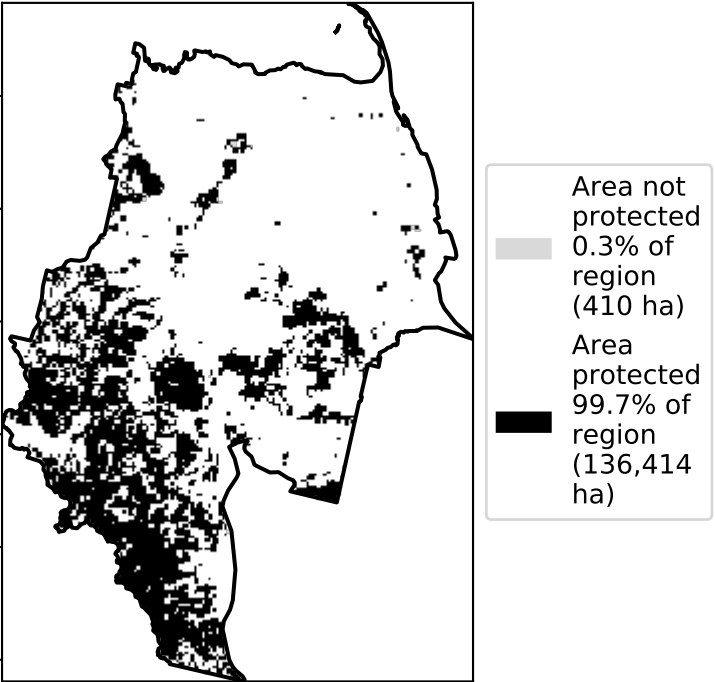 Area not
protected
0.3% of
region
(410 ha)
Area
protected
99.7% of
region
(136,414
ha)